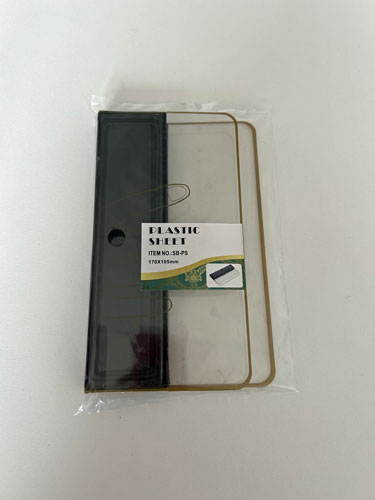 PLASTIC
SHEET
ITEM NO.:SB-PS
170X105mm